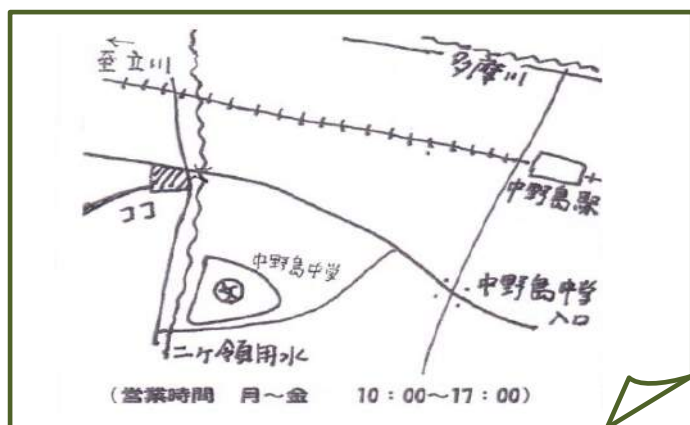 ←
至立川
多摩川
中野島駅
ココ
中野島中学
文
中野島中学
入口
二ケ領用水
(営業時間 月～金 10：00～17：00)